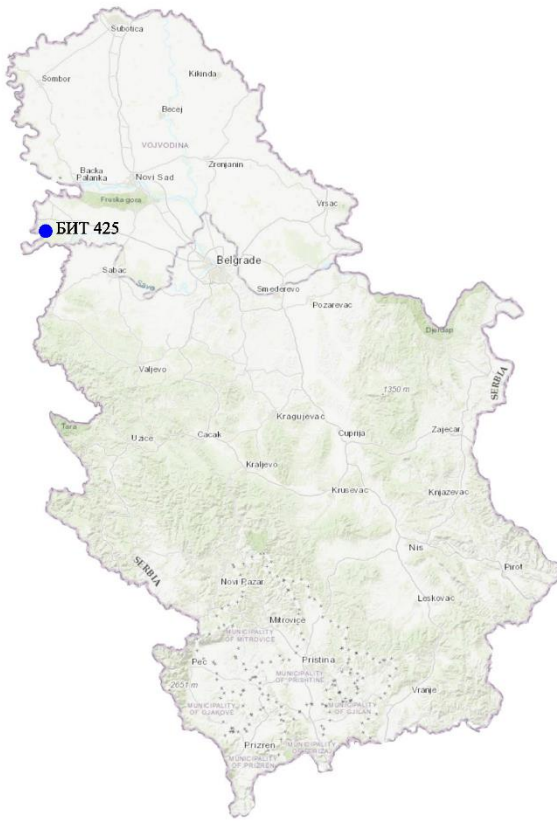 Subotica
Sombor
Kikinda
Becej
VOJVODINA
Zrenjanin
Backa
Palanka
Novi Sad
Fruska gora
Vrsac
БИТ 425
Belgrade
Sabac
Sava
Smederevo
Pozarevac
Djerdap
SERBIA
Valjevo
1350 m
Kragujevac
Tara
Uzice
Cacak
Cuprija
Zajecar
Kraljevo
Krusevac
Knjazevac
Nis
SERBIA
Pirot
Novi Pazar
Leskovac
Mitrovice
MUNICIPALITY
OF MITROVICE
Peć
Pristina
MUNICIPALITY
OF PRISHTINE
2651 m
Vranje
MUNICIPALITY
OF GJAKOVE
MUNICIPALITY
OF GJILAN
Prizren
MUNICIPALITY
OF PRIZREN
MUNICIPALITY